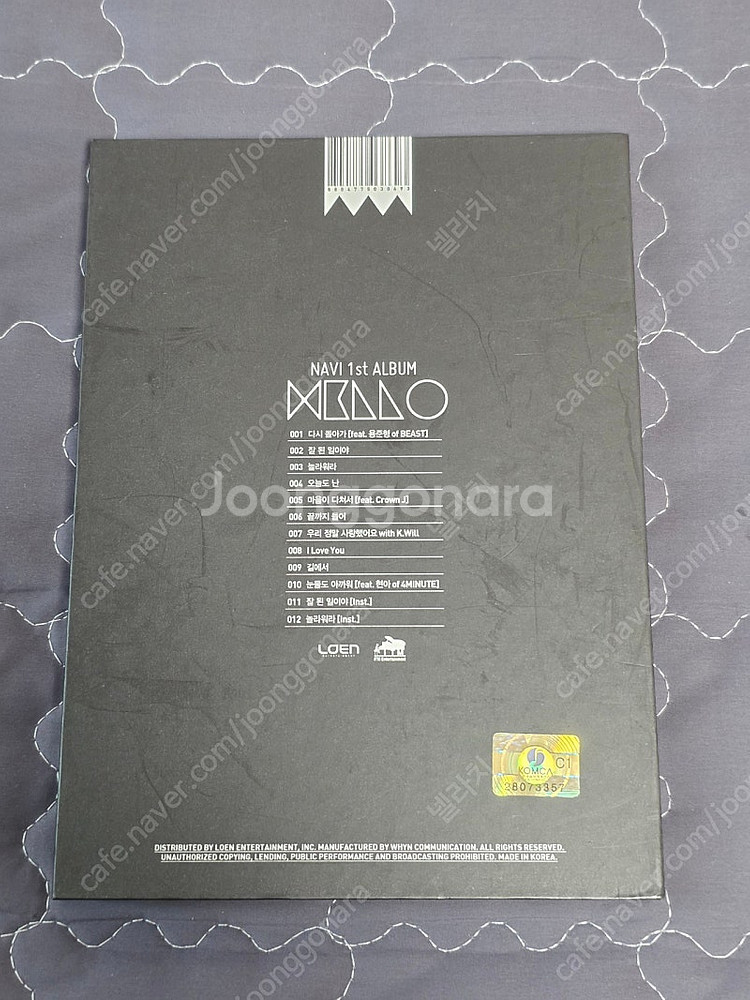 8804775035693
NAVI 1st ALBUM
HELLO
001 다시 돌아가 [feat. 용준형 of BEAST]
002 잘 된 일이야
003 놀라워라
004 오늘도 난
005 마음이 다쳐서 [feat. Crown J]
006 끝까지 들어
007 우리 정말 사랑했어요 with K.Will
008 I Love You
009 길에서
010 눈물도 아까워 [feat. 현아 of 4MINUTE]
011 잘 된 일이야 [Inst.]
012 놀라워라 [Inst.]
LOEN
ENTERTAINMENT
Entertainment
KOMCA C1
28073357
DISTRIBUTED BY LOEN ENTERTAINMENT, INC. MANUFACTURED BY WHYN COMMUNICATION. ALL RIGHTS RESERVED.
UNAUTHORIZED COPYING, LENDING, PUBLIC PERFORMANCE AND BROADCASTING PROHIBITED. MADE IN KOREA.
Joonggonara
cafe.naver.com/joonggonara
넬라치